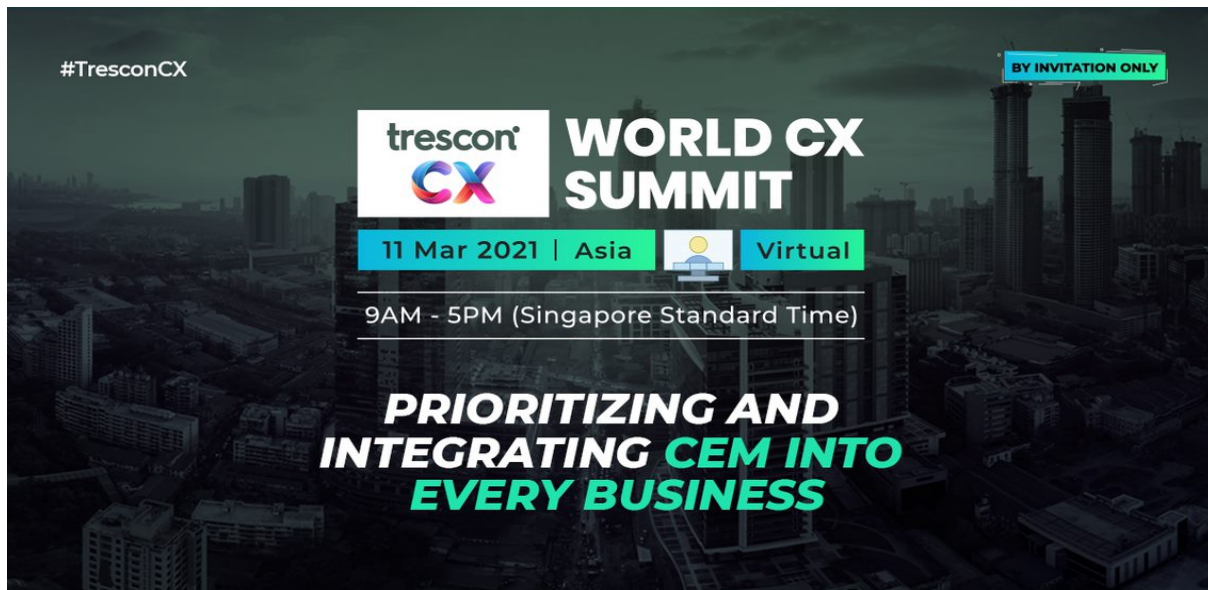 #TresconCX
BY INVITATION ONLY
trescon
CX
WORLD CX
SUMMIT
11 Mar 2021 | Asia
Virtual
9AM - 5PM (Singapore Standard Time)
PRIORITIZING AND
INTEGRATING CEM INTO
EVERY BUSINESS